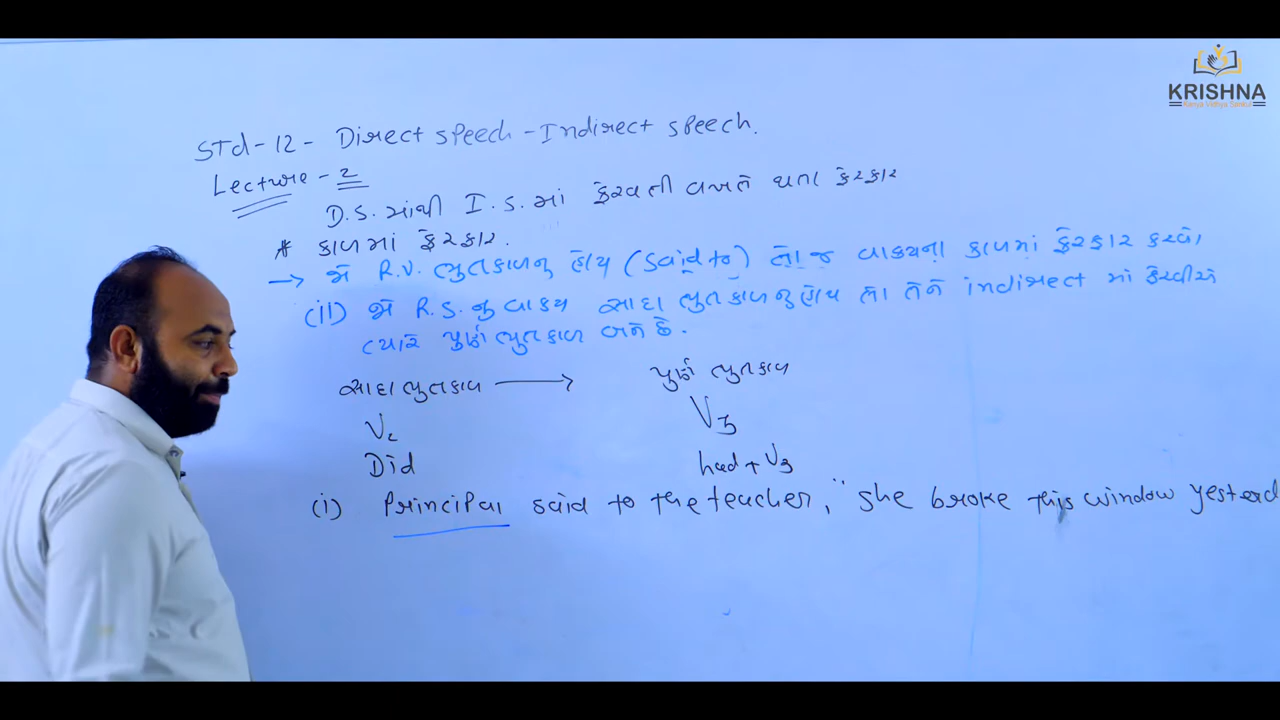 KRISHNA
Std-12 - Direct speech - Indirect speech.
Lecture - 2
D.S. માંથી I.S. માં ફેરવતી વખતે થતા ફેરફાર
* કાળમાં ફેરફાર.
→ જો R.V. ભુતકાળનુ હોય (said to) તો જ વાક્યના કાળમાં ફેરફાર કરવો
(II) જો R.S. નુ વાક્ય સાદા ભુતકાળનુ હોય તો તેને indirect માં ફેરવીએ
ત્યારે પુર્ણ ભુતકાળ બને છે.
સાદા ભુતકાળ → પુર્ણ ભુતકાળ
V2 V3
Did had + V3
(i) Principal said to the teacher, "she broke this window yesterd